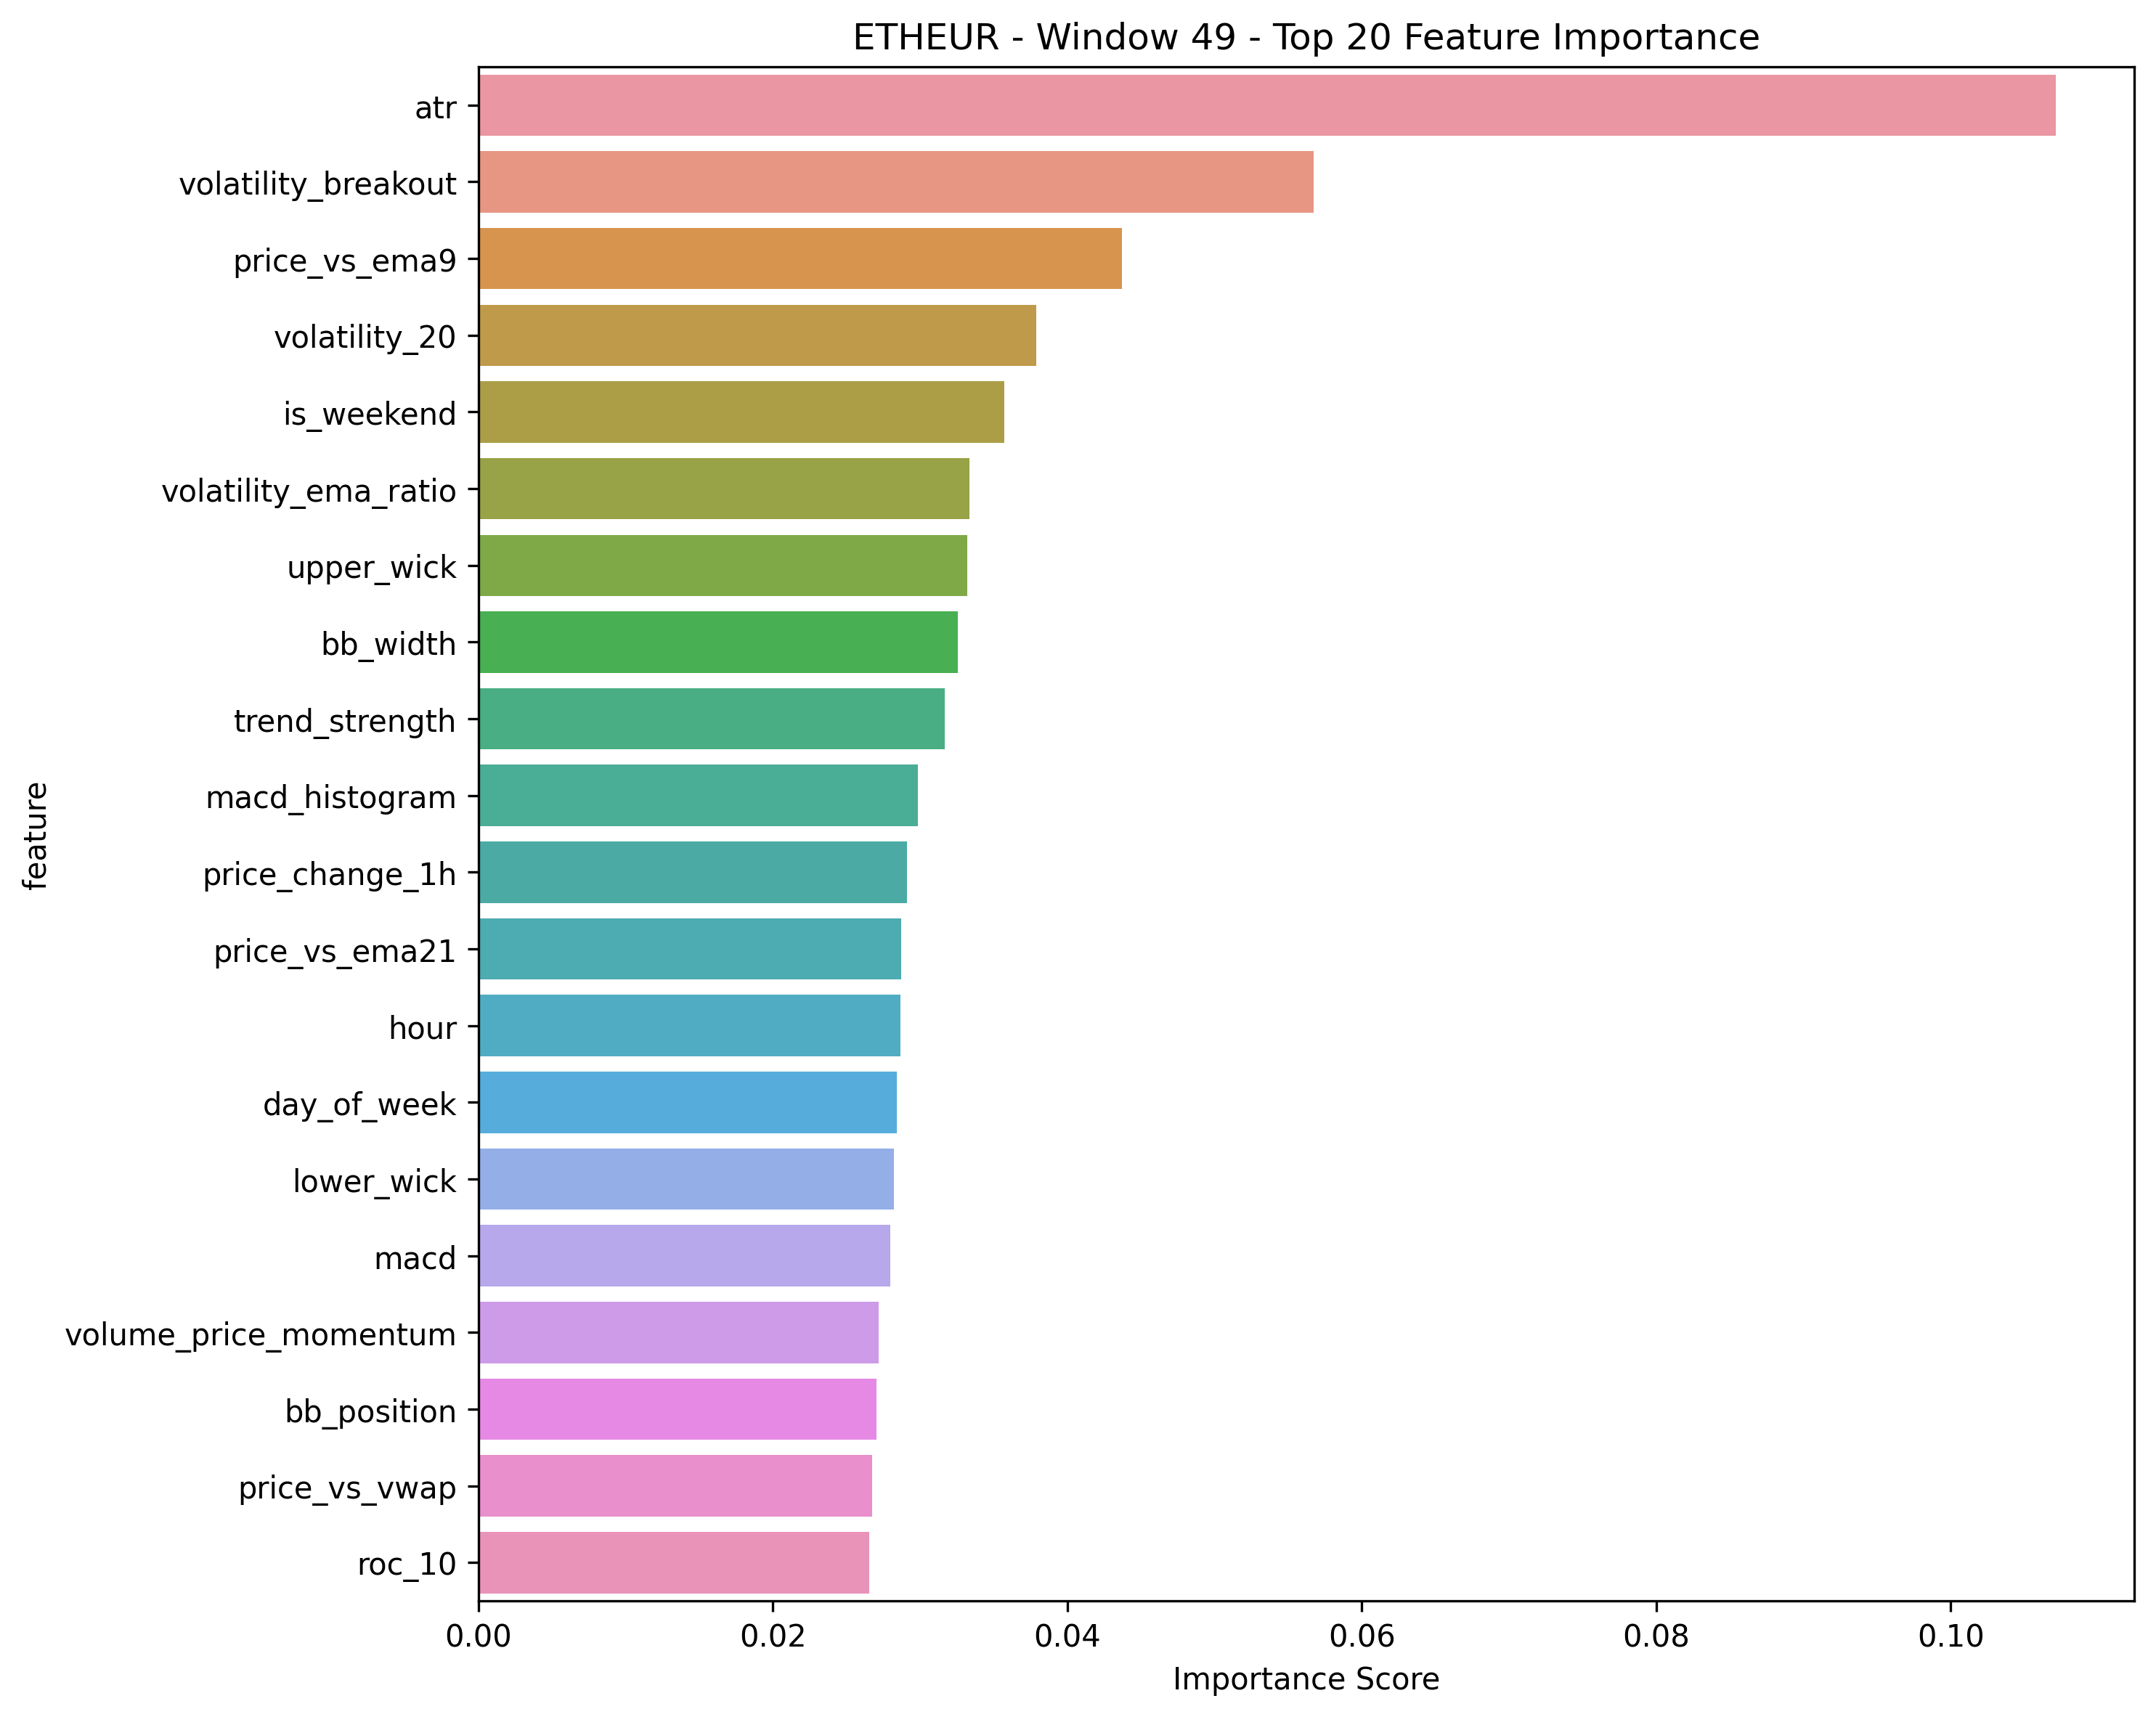 ETHEUR - Window 49 - Top 20 Feature Importance
atr
volatility_breakout
price_vs_ema9
volatility_20
is_weekend
volatility_ema_ratio
upper_wick
bb_width
trend_strength
macd_histogram
price_change_1h
price_vs_ema21
hour
day_of_week
lower_wick
macd
volume_price_momentum
bb_position
price_vs_vwap
roc_10
feature
0.00 0.02 0.04 0.06 0.08 0.10
Importance Score